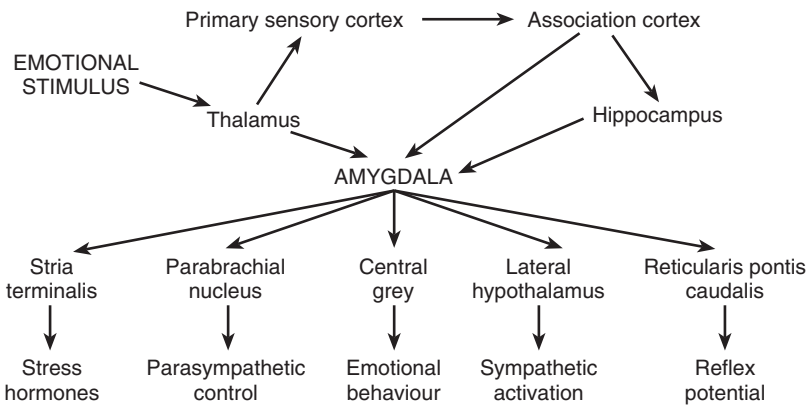 Primary sensory cortex
Association cortex
EMOTIONAL
STIMULUS
Thalamus
Hippocampus
AMYGDALA
Stria
terminalis
Parabrachial
nucleus
Central
grey
Lateral
hypothalamus
Reticularis pontis
caudalis
Stress
hormones
Parasympathetic
control
Emotional
behaviour
Sympathetic
activation
Reflex
potential